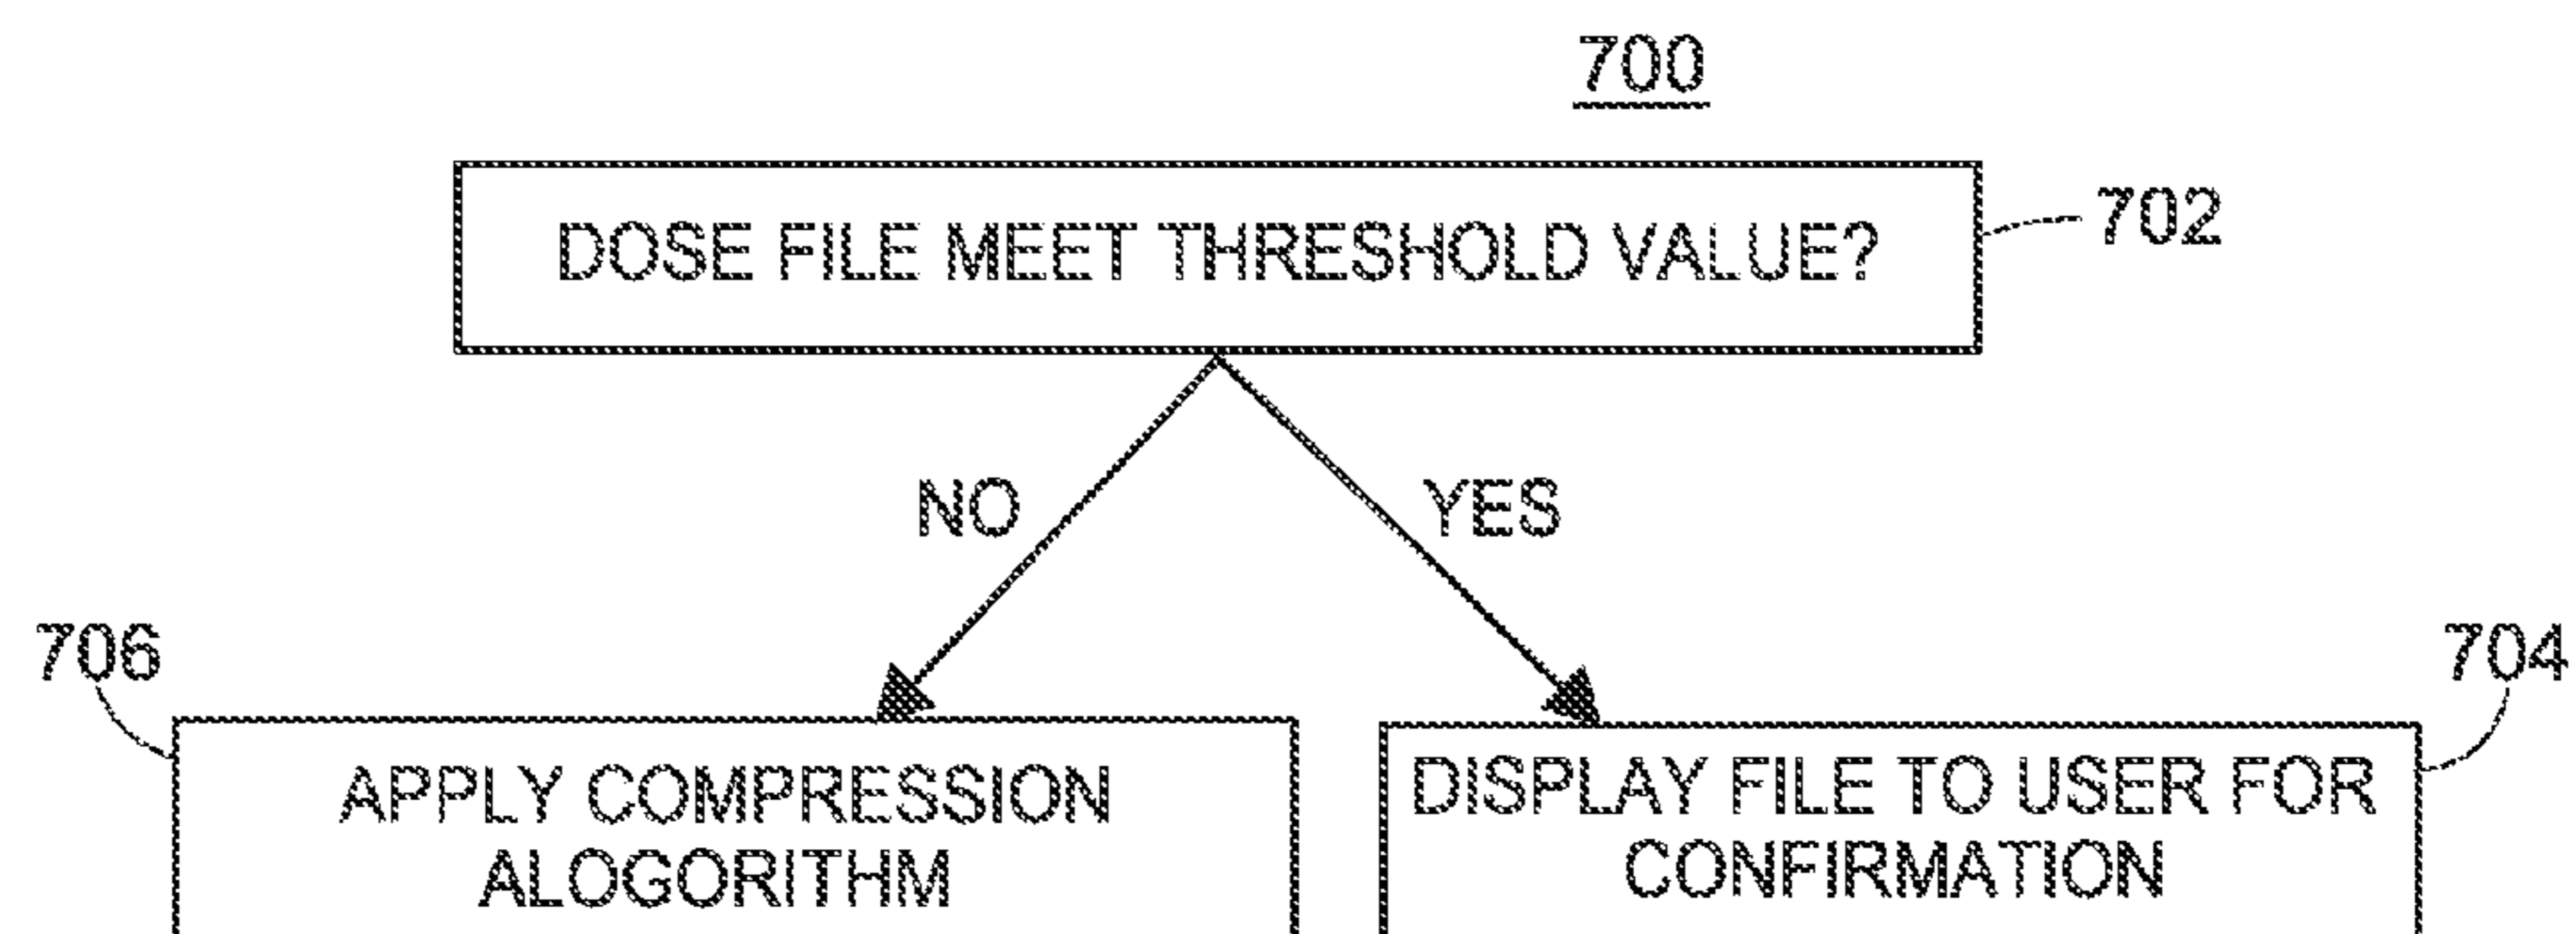 700
DOSE FILE MEET THRESHOLD VALUE?
702
NO
YES
706
704
APPLY COMPRESSION
ALOGORITHM
DISPLAY FILE TO USER FOR
CONFIRMATION